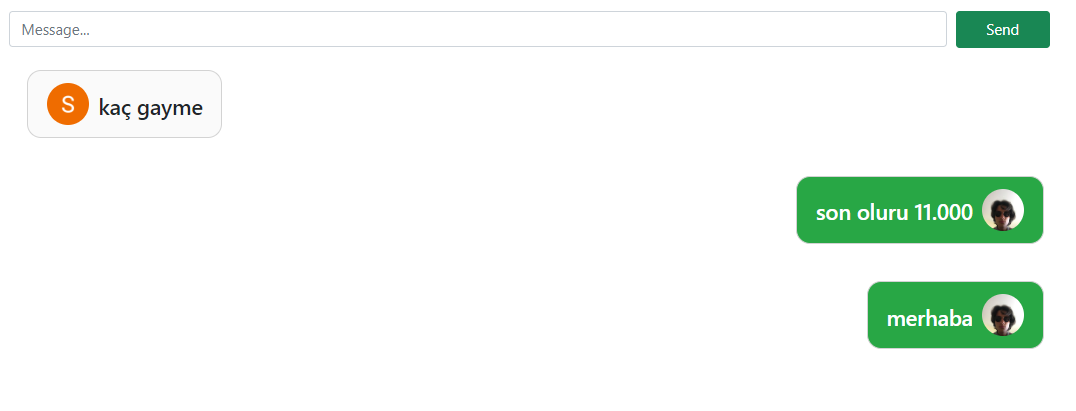 Message...
Send
S
kaç gayme
son oluru 11.000
merhaba